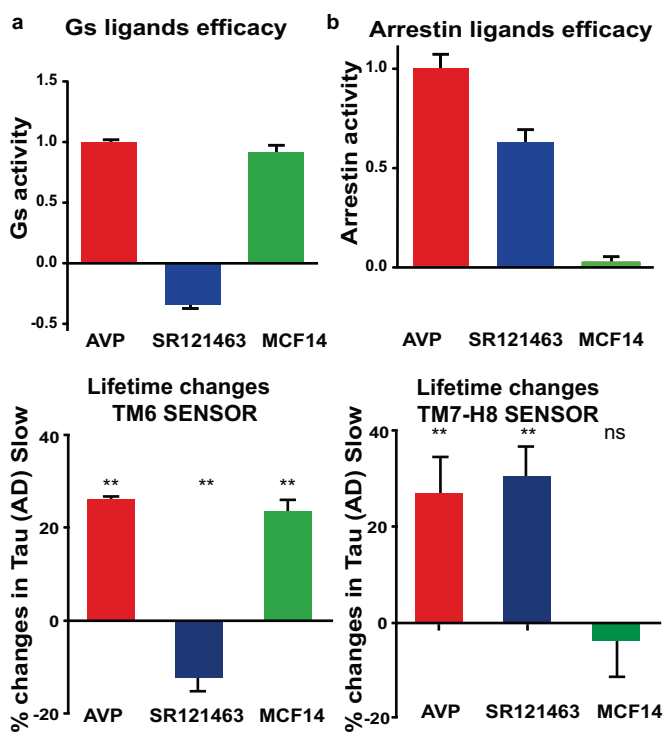 a
Gs ligands efficacy
Gs activity
1.5
1.0
0.5
0.0
-0.5
AVP
SR121463
MCF14
b
Arrestin ligands efficacy
Arrestin activity
1.0
0.5
0.0
AVP
SR121463
MCF14
Lifetime changes
TM6 SENSOR
% changes in Tau (AD) Slow
40
20
0
-20
**
**
**
AVP
SR121463
MCF14
Lifetime changes
TM7-H8 SENSOR
% changes in Tau (AD) Slow
40
20
0
-20
**
**
ns
AVP
SR121463
MCF14